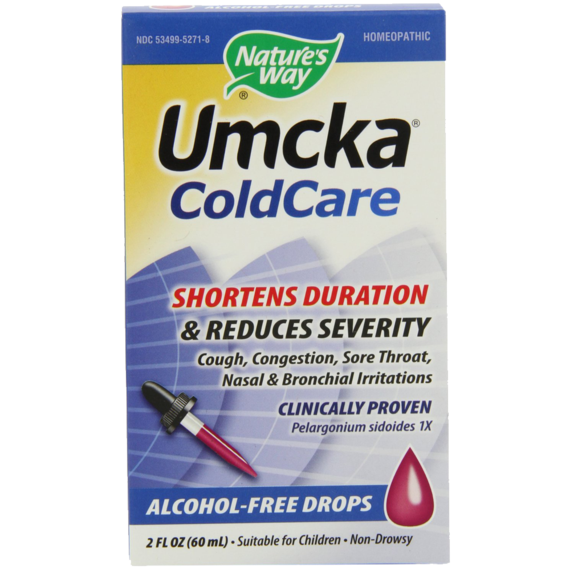 NDC 53499-5271-8
HOMEOPATHIC
Nature's
Way®
Umcka®
ColdCare
SHORTENS DURATION
& REDUCES SEVERITY
Cough, Congestion, Sore Throat,
Nasal & Bronchial Irritations
CLINICALLY PROVEN
Pelargonium sidoides 1X
ALCOHOL-FREE DROPS
2 FL OZ (60 mL) • Suitable for Children • Non-Drowsy